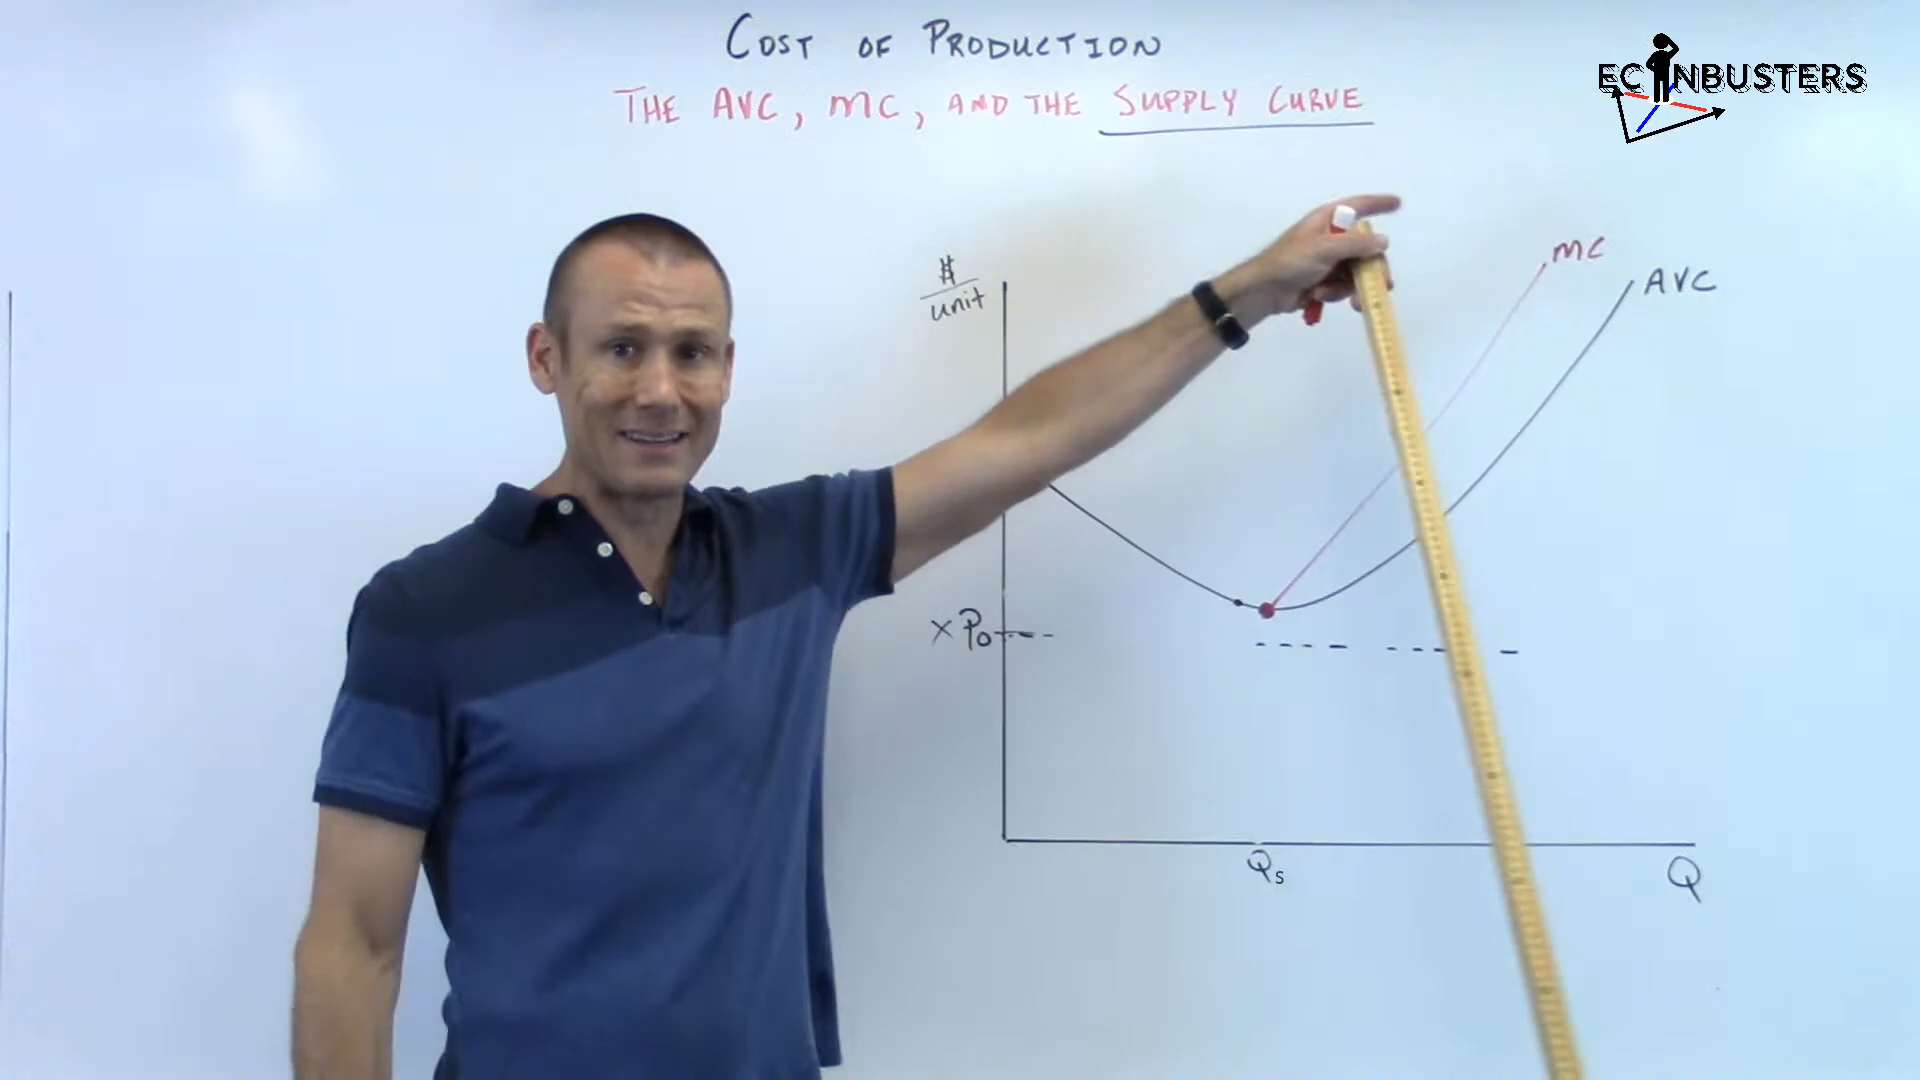 COST OF PRODUCTION
THE AVC, MC, AND THE SUPPLY CURVE
ECONBUSTERS
$
unit
MC
AVC
X P0
Qs
Q